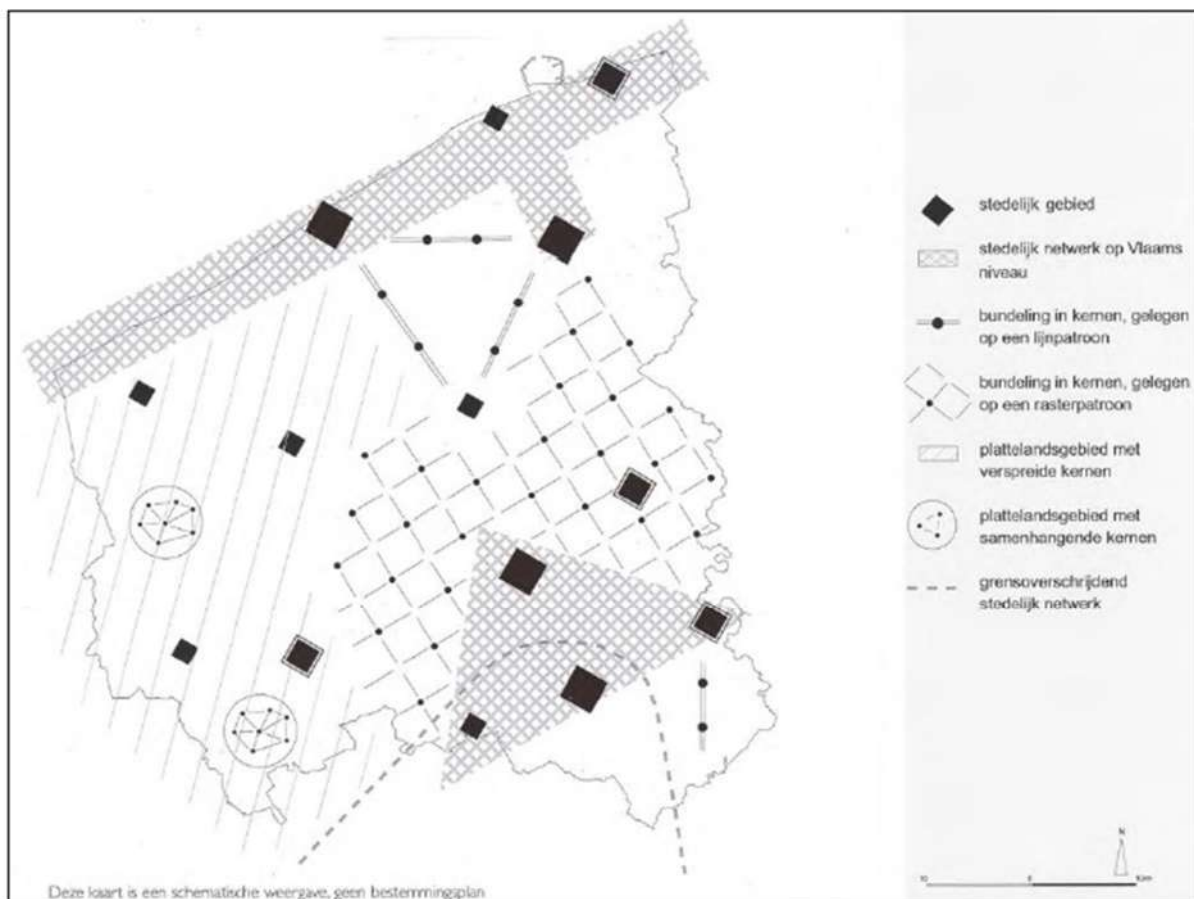 stedelijk gebied
stedelijk netwerk op Vlaams
niveau
bundeling in kernen, gelegen
op een lijnpatroon
bundeling in kernen, gelegen
op een rasterpatroon
plattelandsgebied met
verspreide kernen
plattelandsgebied met
samenhangende kernen
grensoverschrijdend
stedelijk netwerk
N
10
Deze kaart is een schematische weergave, geen bestemmingsplan